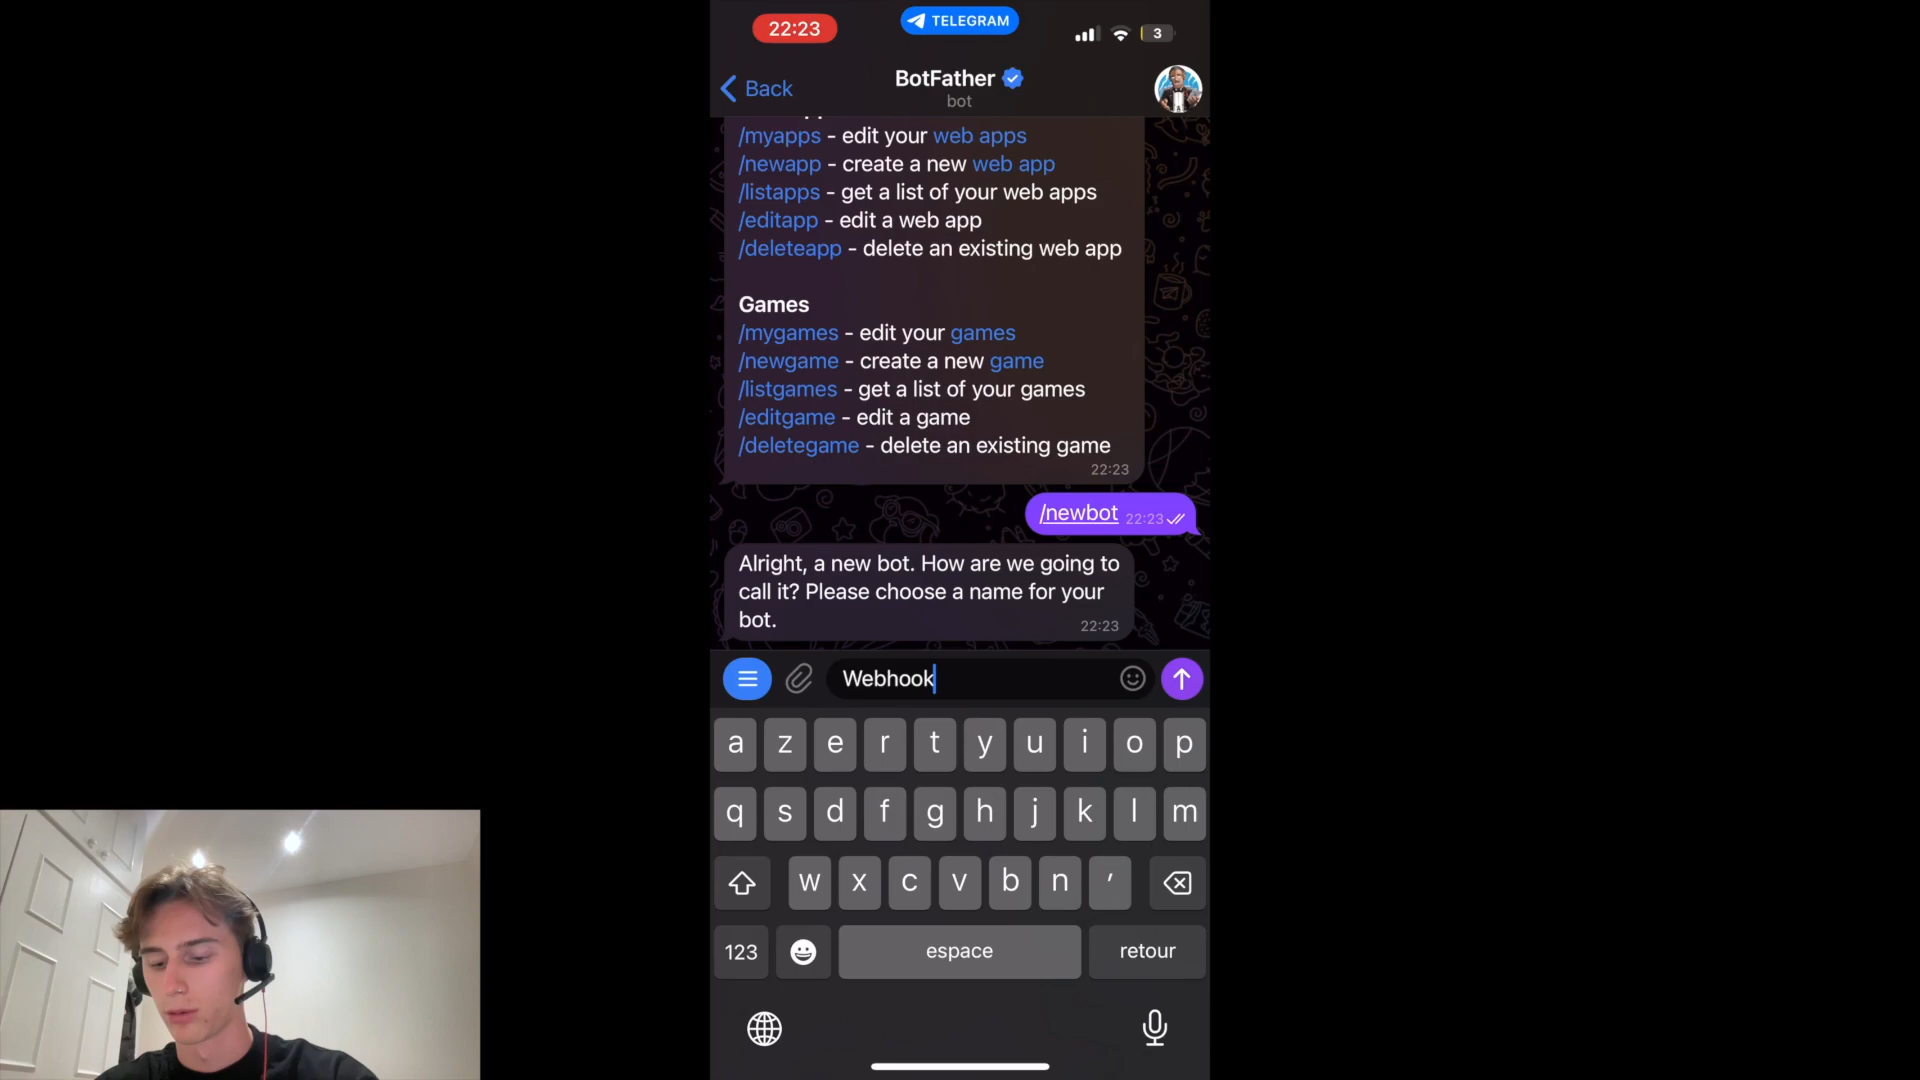 22:23
TELEGRAM
3
Back
BotFather
bot
/myapps - edit your web apps
/newapp - create a new web app
/listapps - get a list of your web apps
/editapp - edit a web app
/deleteapp - delete an existing web app
Games
/mygames - edit your games
/newgame - create a new game
/listgames - get a list of your games
/editgame - edit a game
/deletegame - delete an existing game
22:23
/newbot 22:23
Alright, a new bot. How are we going to
call it? Please choose a name for your
bot.
22:23
Webhook
a z e r t y u i o p
q s d f g h j k l m
w x c v b n '
123 espace retour